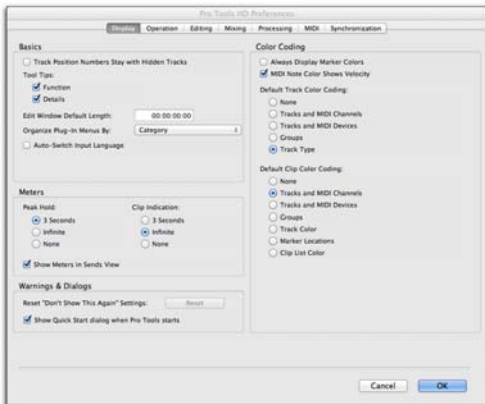 Pro Tools HD Preferences
Display Operation Editing Mixing Processing MIDI Synchronization
Basics
Track Position Numbers Stay with Hidden Tracks
Tool Tips:
Function
Details
Edit Window Default Length: 00:00:00:00
Organize Plug-In Menus By: Category
Auto-Switch Input Language
Meters
Peak Hold: Clip Indication:
3 Seconds 3 Seconds
Infinite Infinite
None None
Show Meters in Sends View
Warnings & Dialogs
Reset "Don't Show This Again" Settings: Reset
Show Quick Start dialog when Pro Tools starts
Color Coding
Always Display Marker Colors
MIDI Note Color Shows Velocity
Default Track Color Coding:
None
Tracks and MIDI Channels
Tracks and MIDI Devices
Groups
Track Type
Default Clip Color Coding:
None
Tracks and MIDI Channels
Tracks and MIDI Devices
Groups
Track Color
Marker Locations
Clip List Color
Cancel OK